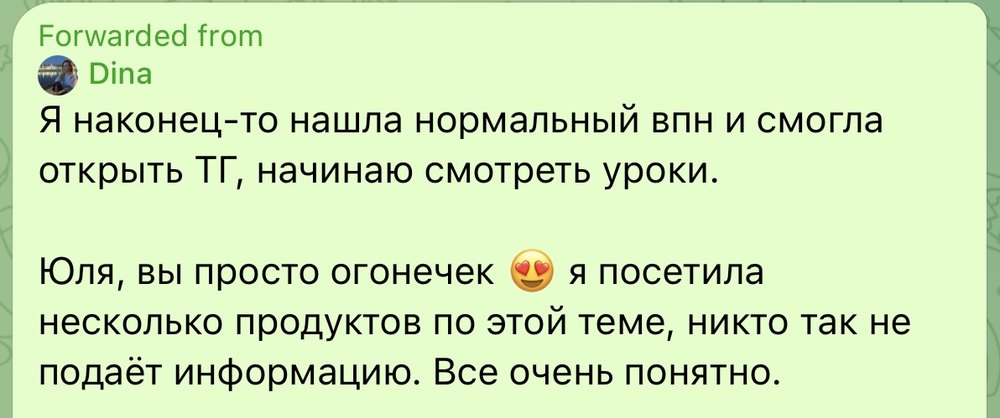 Forwarded from
Dina
Я наконец-то нашла нормальный впн и смогла
открыть ТГ, начинаю смотреть уроки.
Юля, вы просто огонечек 😍 я посетила
несколько продуктов по этой теме, никто так не
подаёт информацию. Все очень понятно.